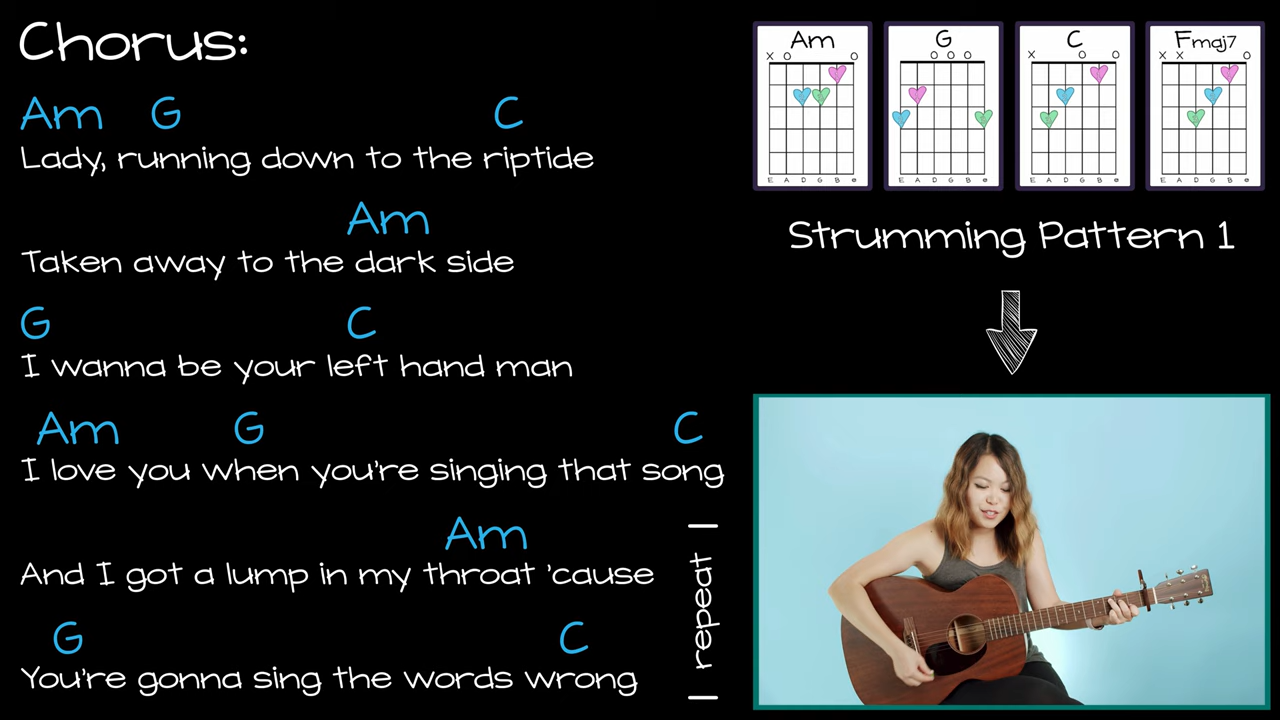 Chorus:
Am G C
Lady, running down to the riptide
Am
Taken away to the dark side
G C
I wanna be your left hand man
Am G C
I love you when you're singing that song
Am
And I got a lump in my throat 'cause
G C
You're gonna sing the words wrong
| repeat |
Am
X O O
E A D G B e
G
O O O
E A D G B e
C
X O O
E A D G B e
Fmaj7
X X O
E A D G B e
Strumming Pattern 1